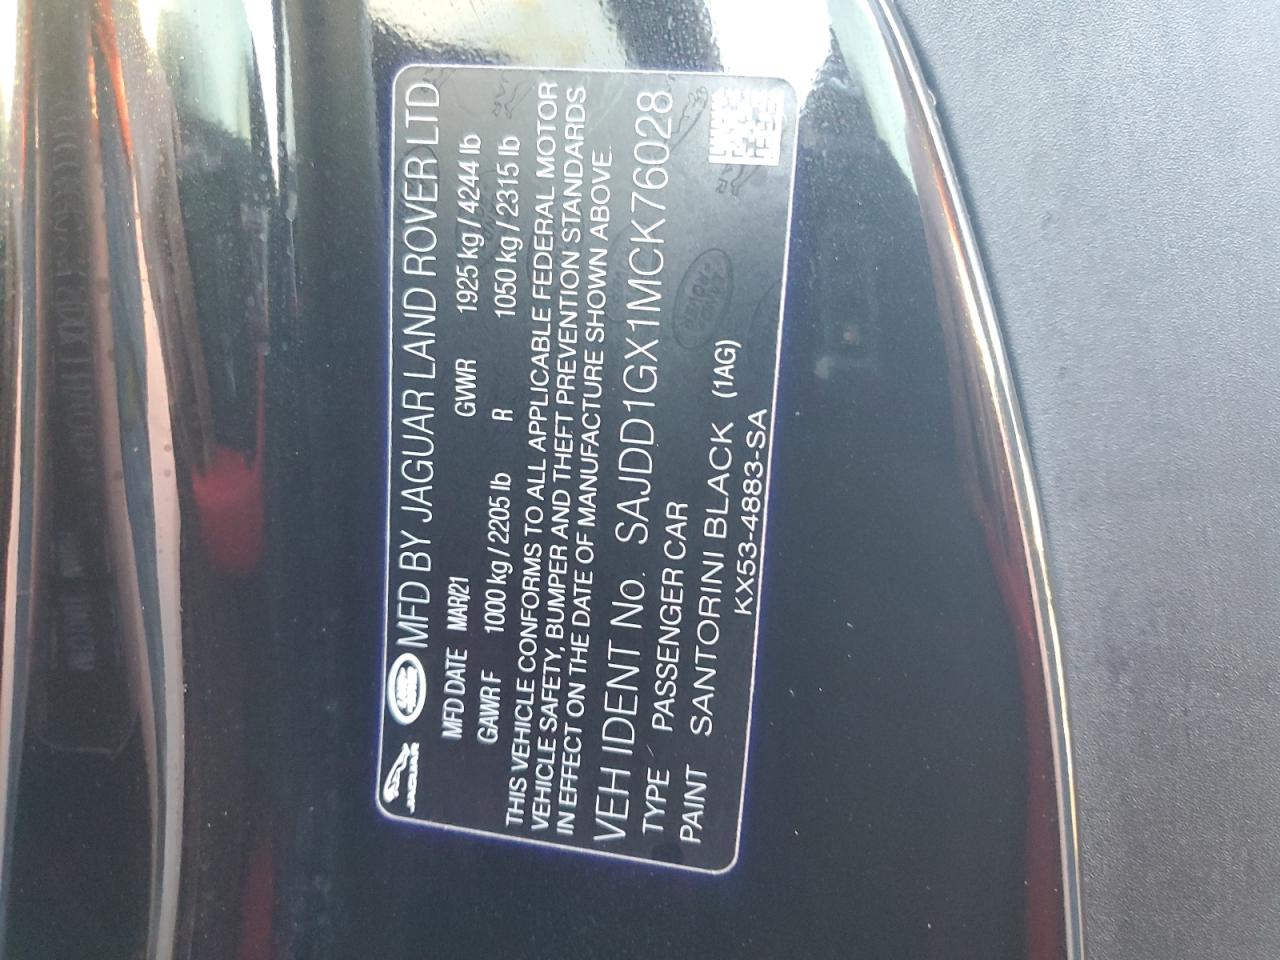 JAGUAR LAND ROVER MFD BY JAGUAR LAND ROVER LTD
MFD DATE MAR/21 GVWR 1925 kg / 4244 lb
GAWR F 1000 kg / 2205 lb R 1050 kg / 2315 lb
THIS VEHICLE CONFORMS TO ALL APPLICABLE FEDERAL MOTOR
VEHICLE SAFETY, BUMPER AND THEFT PREVENTION STANDARDS
IN EFFECT ON THE DATE OF MANUFACTURE SHOWN ABOVE.
VEH IDENT No. SAJDD1GX1MCK76028
TYPE PASSENGER CAR
PAINT SANTORINI BLACK (1AG)
KX53-4883-SA